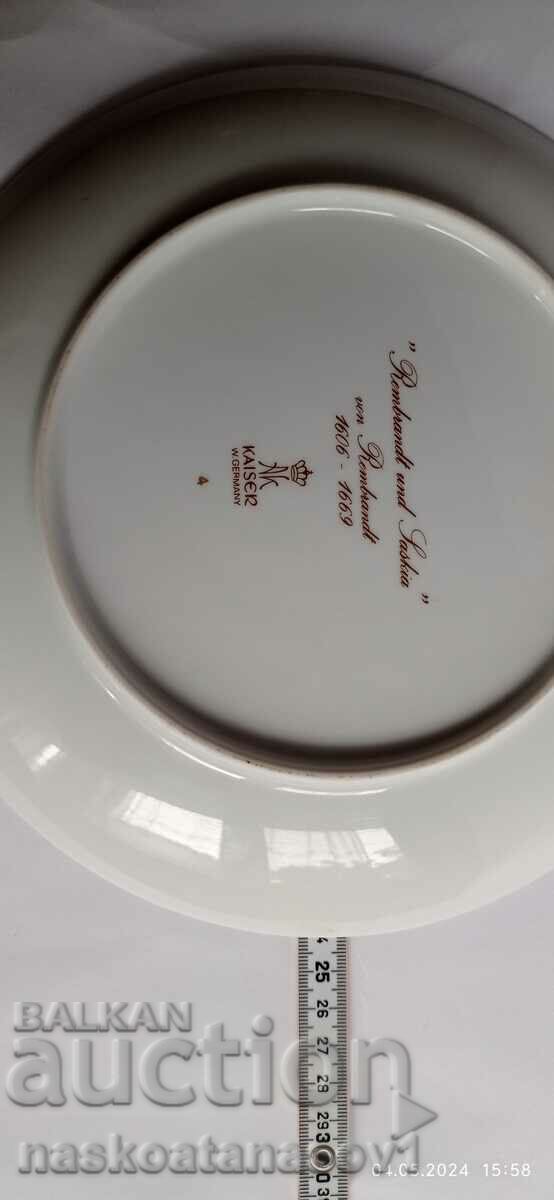 „Rembrandt und Saskia”
von Rembrandt
1606 - 1669
KAISER
W.GERMANY
4
4
25
26
27
28
29
30
BALKAN
auction
naskoatanasov1
04.05.2024 15:58